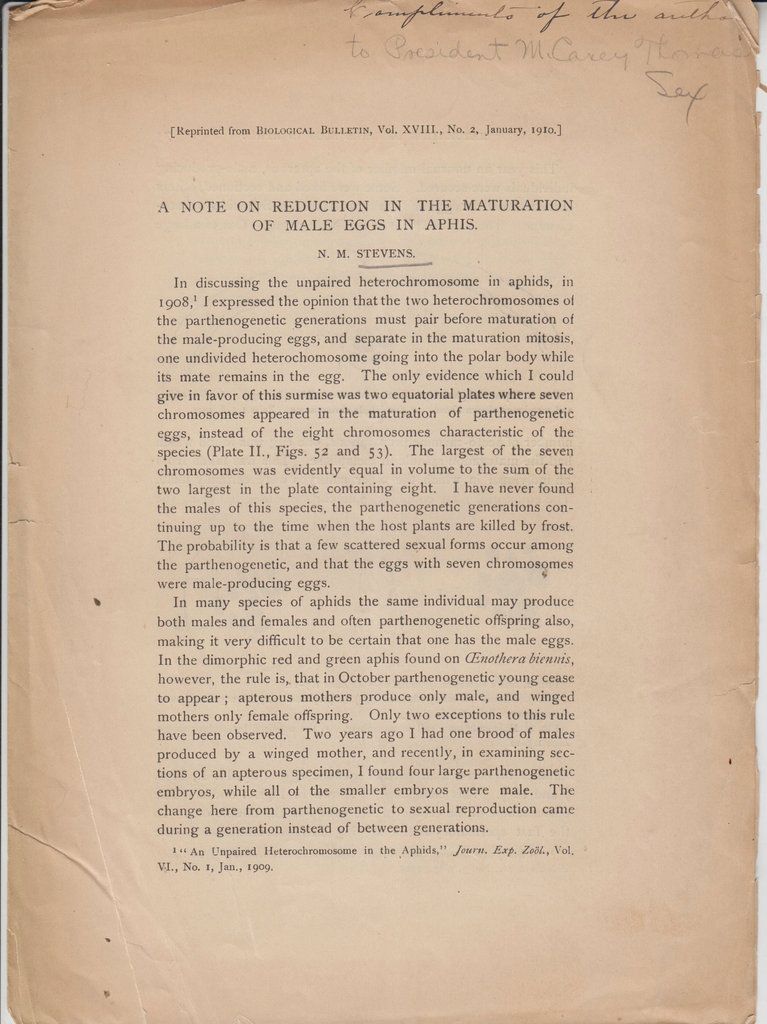 Compliments of the author
to President M. Carey Thomas
Sex
[Reprinted from BIOLOGICAL BULLETIN, Vol. XVIII., No. 2, January, 1910.]
A NOTE ON REDUCTION IN THE MATURATION
OF MALE EGGS IN APHIS.
N. M. STEVENS.
In discussing the unpaired heterochromosome in aphids, in
1908,¹ I expressed the opinion that the two heterochromosomes of
the parthenogenetic generations must pair before maturation of
the male-producing eggs, and separate in the maturation mitosis,
one undivided heterochomosome going into the polar body while
its mate remains in the egg. The only evidence which I could
give in favor of this surmise was two equatorial plates where seven
chromosomes appeared in the maturation of parthenogenetic
eggs, instead of the eight chromosomes characteristic of the
species (Plate II., Figs. 52 and 53). The largest of the seven
chromosomes was evidently equal in volume to the sum of the
two largest in the plate containing eight. I have never found
the males of this species, the parthenogenetic generations con-
tinuing up to the time when the host plants are killed by frost.
The probability is that a few scattered sexual forms occur among
the parthenogenetic, and that the eggs with seven chromosomes
were male-producing eggs.
In many species of aphids the same individual may produce
both males and females and often parthenogenetic offspring also,
making it very difficult to be certain that one has the male eggs.
In the dimorphic red and green aphis found on Œnothera biennis,
however, the rule is, that in October parthenogenetic young cease
to appear; apterous mothers produce only male, and winged
mothers only female offspring. Only two exceptions to this rule
have been observed. Two years ago I had one brood of males
produced by a winged mother, and recently, in examining sec-
tions of an apterous specimen, I found four large parthenogenetic
embryos, while all of the smaller embryos were male. The
change here from parthenogenetic to sexual reproduction came
during a generation instead of between generations.
¹ "An Unpaired Heterochromosome in the Aphids," Journ. Exp. Zoöl., Vol.
VI., No. 1, Jan., 1909.